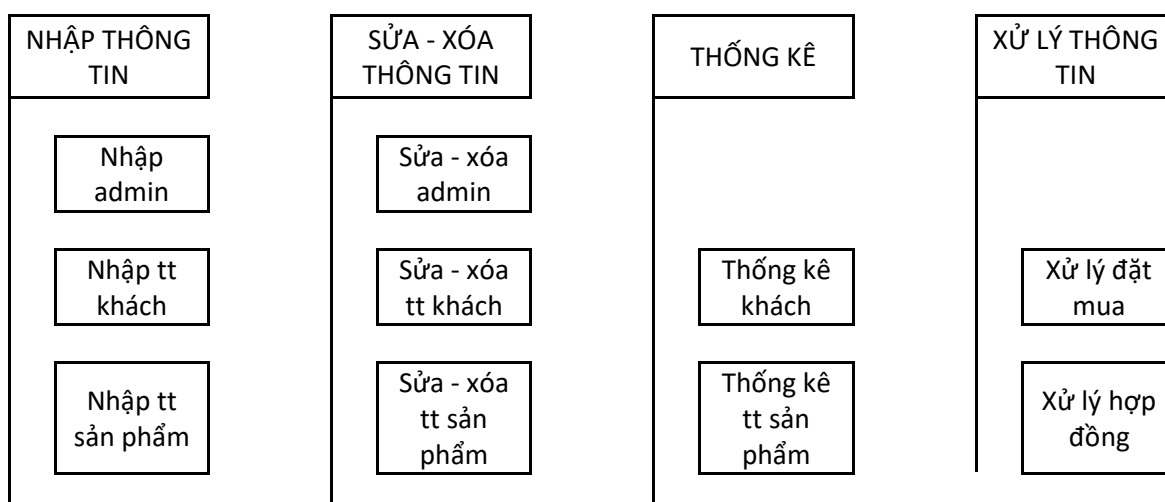 NHẬP THÔNG
TIN
SỬA - XÓA
THÔNG TIN
THỐNG KÊ
XỬ LÝ THÔNG
TIN
Nhập
admin
Sửa - xóa
admin
Nhập tt
khách
Sửa - xóa
tt khách
Thống kê
khách
Xử lý đặt
mua
Nhập tt
sản phẩm
Sửa - xóa
tt sản
phẩm
Thống kê
tt sản
phẩm
Xử lý hợp
đồng